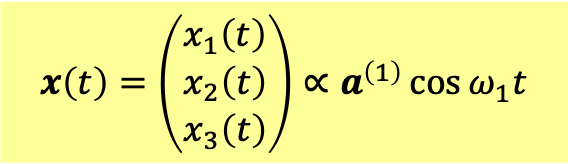 𝒙(t) = (x₁(t) x₂(t) x₃(t)) ∝ 𝒂⁽¹⁾ cos ω₁t